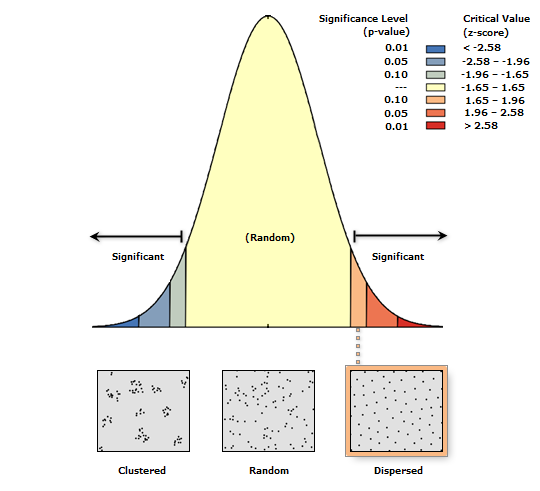 Significance Level
(p-value)
Critical Value
(z-score)
0.01 < -2.58
0.05 -2.58 – -1.96
0.10 -1.96 – -1.65
--- -1.65 – 1.65
0.10 1.65 – 1.96
0.05 1.96 – 2.58
0.01 > 2.58
(Random)
Significant
Significant
Clustered
Random
Dispersed